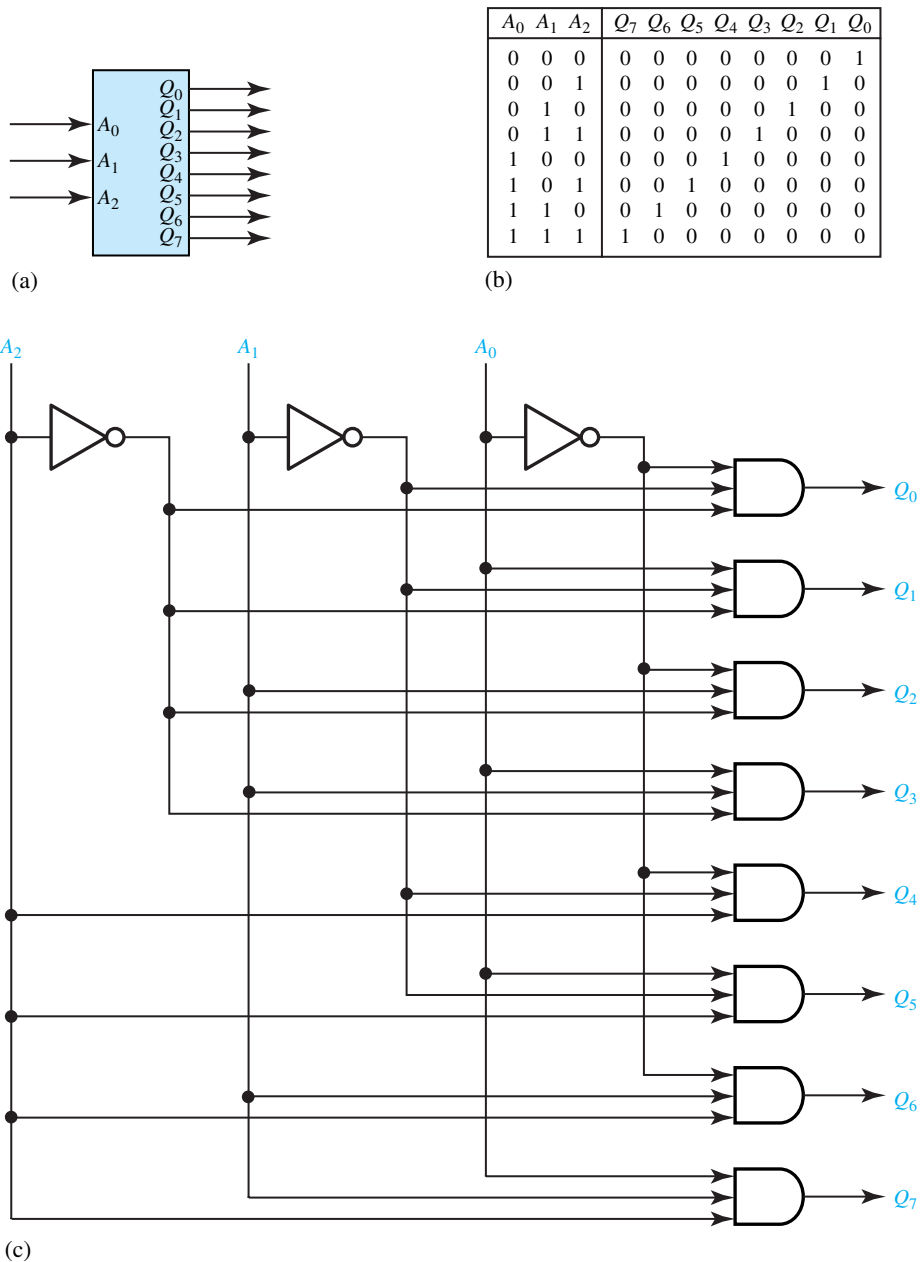 A₀ A₁ A₂ Q₇ Q₆ Q₅ Q₄ Q₃ Q₂ Q₁ Q₀
0 0 0 0 0 0 0 0 0 0 1
0 0 1 0 0 0 0 0 0 1 0
0 1 0 0 0 0 0 0 1 0 0
0 1 1 0 0 0 0 1 0 0 0
1 0 0 0 0 0 1 0 0 0 0
1 0 1 0 0 1 0 0 0 0 0
1 1 0 0 1 0 0 0 0 0 0
1 1 1 1 0 0 0 0 0 0 0
A₀
A₁
A₂
Q₀
Q₁
Q₂
Q₃
Q₄
Q₅
Q₆
Q₇
(a)
(b)
A₂ A₁ A₀
Q₀
Q₁
Q₂
Q₃
Q₄
Q₅
Q₆
Q₇
(c)